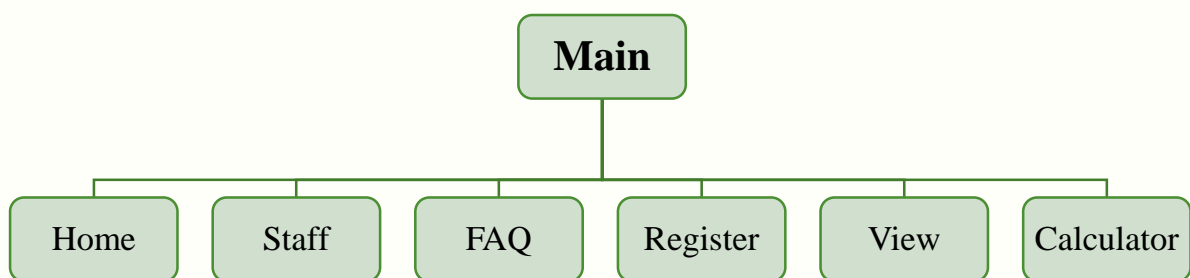 Main
Home
Staff
FAQ
Register
View
Calculator